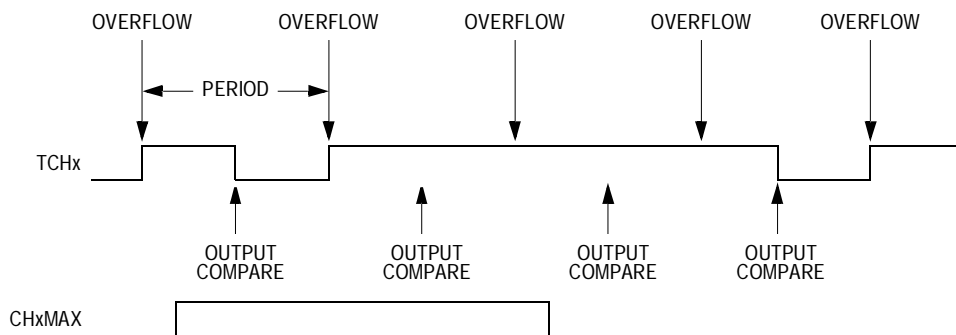 OVERFLOW OVERFLOW OVERFLOW OVERFLOW OVERFLOW
PERIOD
TCHx
OUTPUT COMPARE
OUTPUT COMPARE
OUTPUT COMPARE
OUTPUT COMPARE
CHxMAX